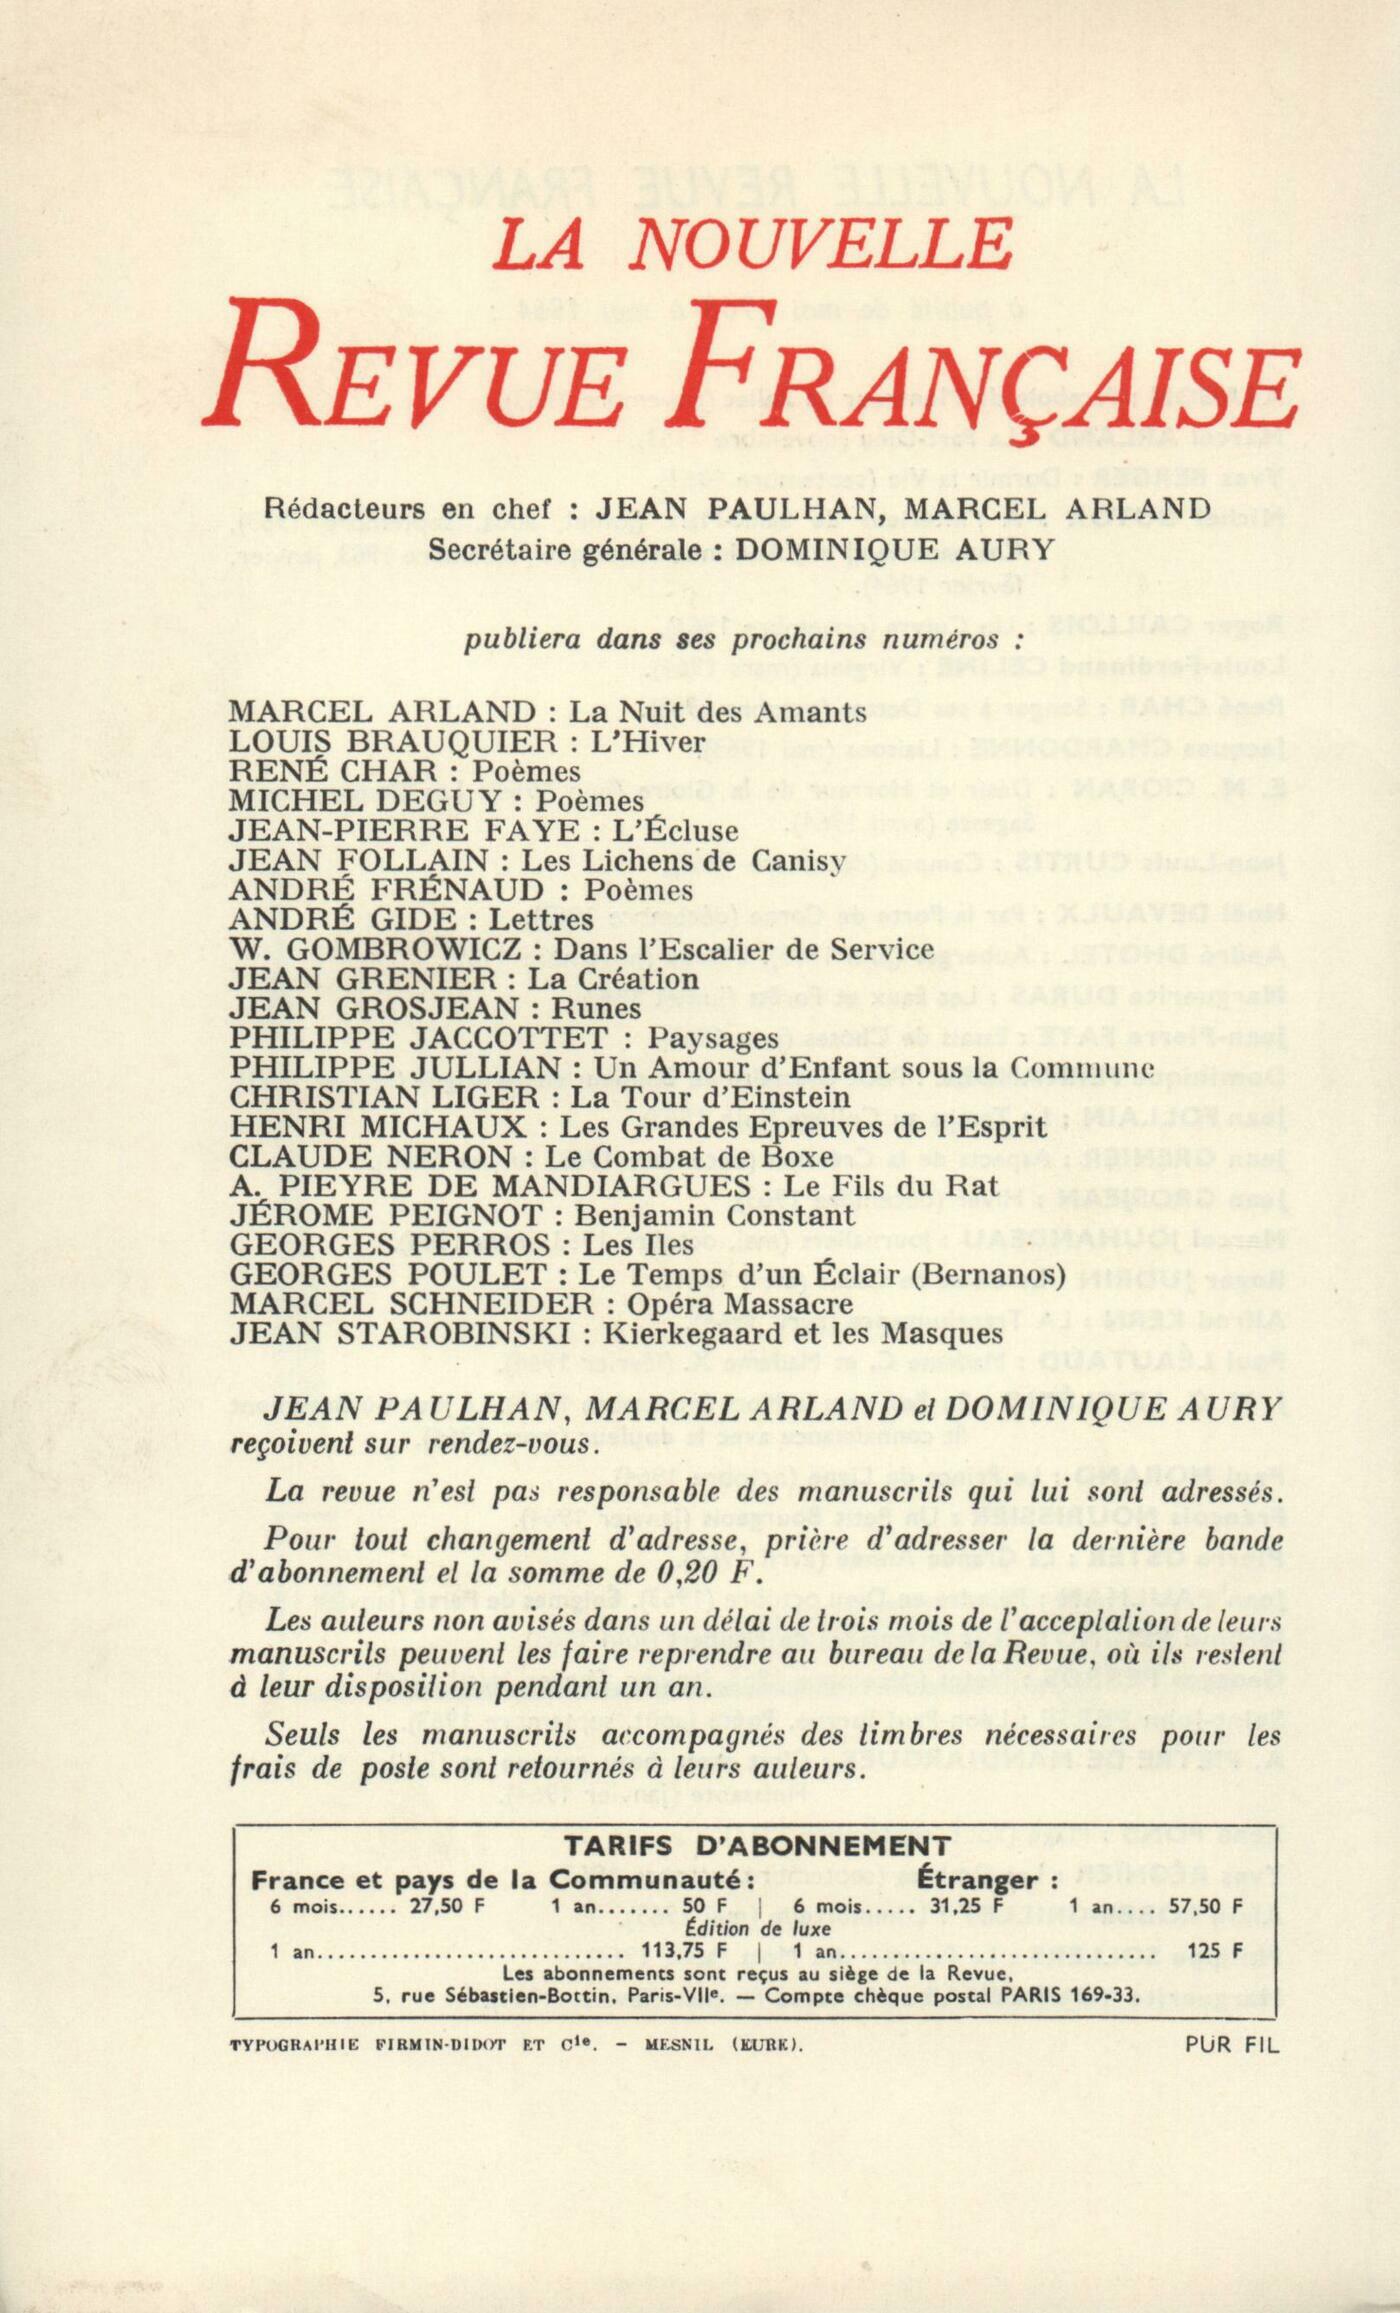 LA NOUVELLE
REVUE FRANÇAISE
Rédacteurs en chef : JEAN PAULHAN, MARCEL ARLAND
Secrétaire générale : DOMINIQUE AURY
publiera dans ses prochains numéros :
MARCEL ARLAND : La Nuit des Amants
LOUIS BRAUQUIER : L'Hiver
RENÉ CHAR : Poèmes
MICHEL DEGUY : Poèmes
JEAN-PIERRE FAYE : L'Écluse
JEAN FOLLAIN : Les Lichens de Canisy
ANDRÉ FRÉNAUD : Poèmes
ANDRÉ GIDE : Lettres
W. GOMBROWICZ : Dans l'Escalier de Service
JEAN GRENIER : La Création
JEAN GROSJEAN : Runes
PHILIPPE JACCOTTET : Paysages
PHILIPPE JULLIAN : Un Amour d'Enfant sous la Commune
CHRISTIAN LIGER : La Tour d'Einstein
HENRI MICHAUX : Les Grandes Epreuves de l'Esprit
CLAUDE NERON : Le Combat de Boxe
A. PIEYRE DE MANDIARGUES : Le Fils du Rat
JÉROME PEIGNOT : Benjamin Constant
GEORGES PERROS : Les Iles
GEORGES POULET : Le Temps d'un Éclair (Bernanos)
MARCEL SCHNEIDER : Opéra Massacre
JEAN STAROBINSKI : Kierkegaard et les Masques
JEAN PAULHAN, MARCEL ARLAND et DOMINIQUE AURY
reçoivent sur rendez-vous.
La revue n'est pas responsable des manuscrits qui lui sont adressés.
Pour tout changement d'adresse, prière d'adresser la dernière bande
d'abonnement et la somme de 0,20 F.
Les auteurs non avisés dans un délai de trois mois de l'acceptation de leurs
manuscrits peuvent les faire reprendre au bureau de la Revue, où ils restent
à leur disposition pendant un an.
Seuls les manuscrits accompagnés des timbres nécessaires pour les
frais de poste sont retournés à leurs auteurs.
TARIFS D'ABONNEMENT
France et pays de la Communauté : Étranger :
6 mois...... 27,50 F 1 an....... 50 F | 6 mois..... 31,25 F 1 an.... 57,50 F
Édition de luxe
1 an............................. 113,75 F | 1 an.............................. 125 F
Les abonnements sont reçus au siège de la Revue,
5, rue Sébastien-Bottin, Paris-VIIe. — Compte chèque postal PARIS 169-33.
TYPOGRAPHIE FIRMIN-DIDOT ET Cie. - MESNIL (EURE). PUR FIL